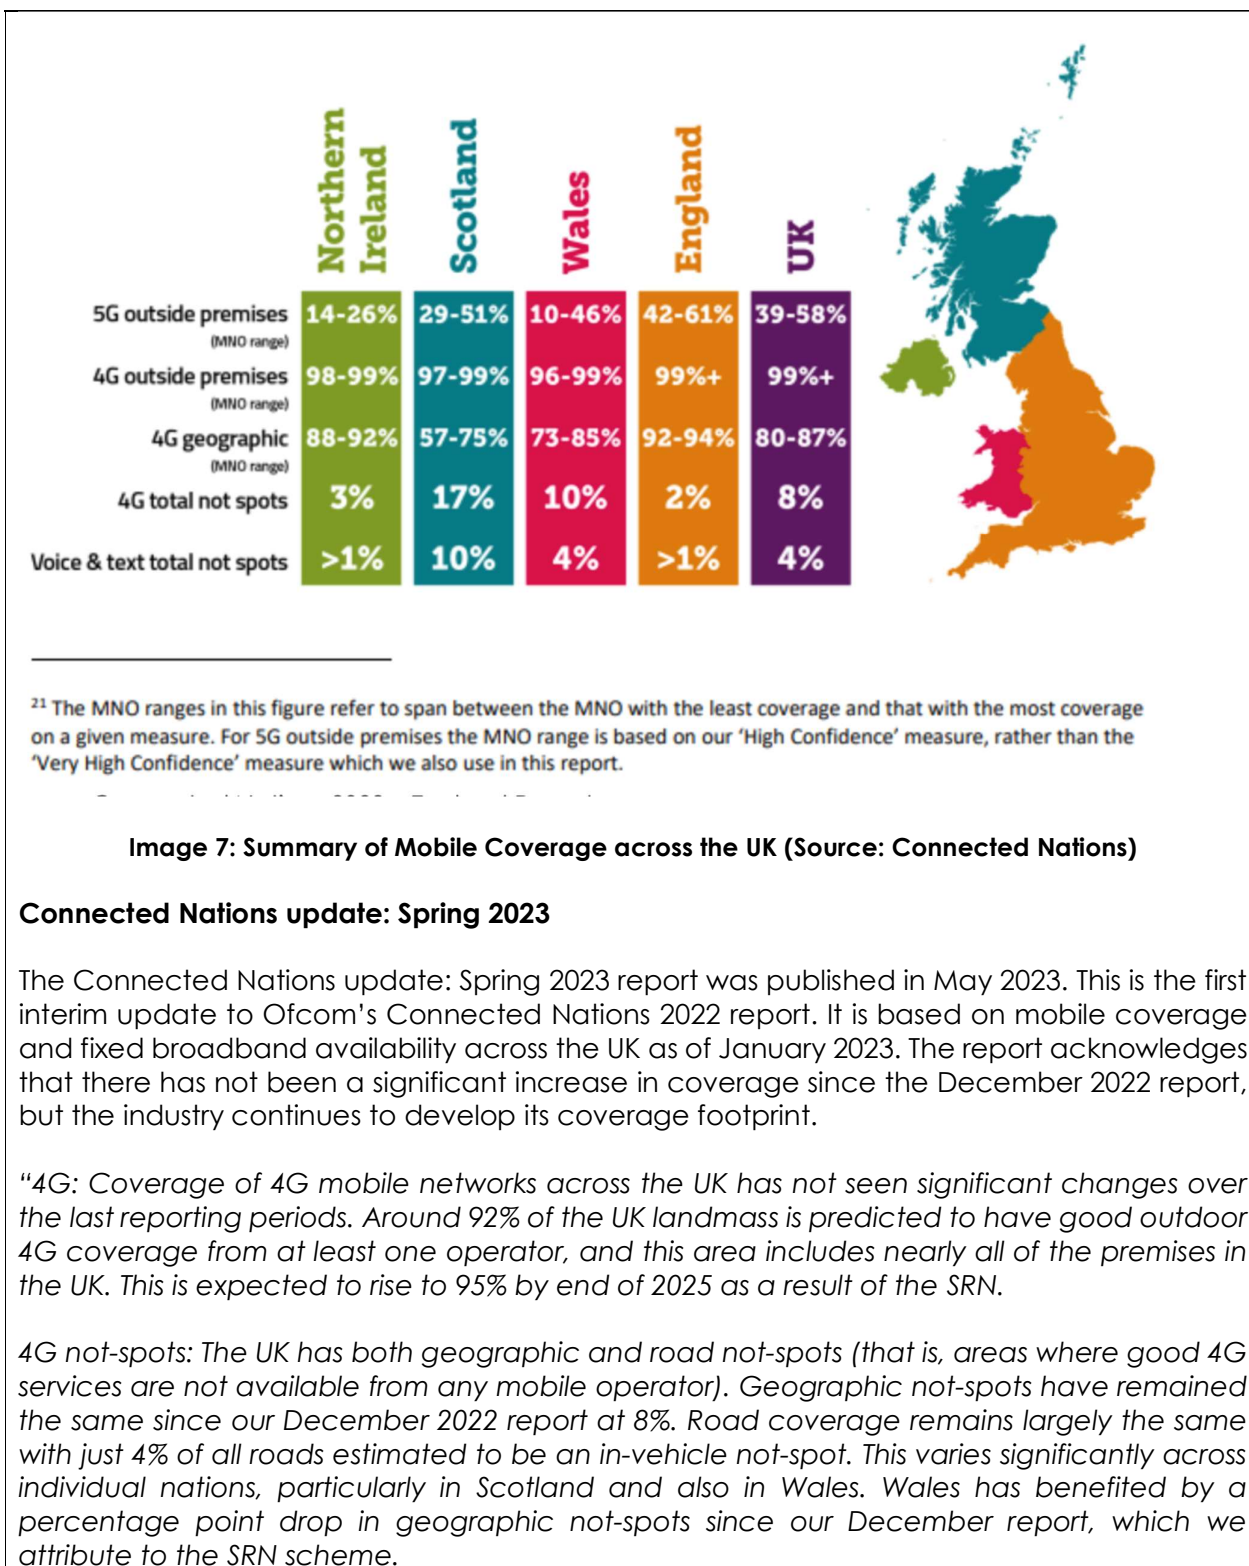 Northern Ireland
Scotland
Wales
England
UK
5G outside premises 14-26% 29-51% 10-46% 42-61% 39-58%
(MNO range)
4G outside premises 98-99% 97-99% 96-99% 99%+ 99%+
(MNO range)
4G geographic 88-92% 57-75% 73-85% 92-94% 80-87%
(MNO range)
4G total not spots 3% 17% 10% 2% 8%
Voice & text total not spots >1% 10% 4% >1% 4%
21 The MNO ranges in this figure refer to span between the MNO with the least coverage and that with the most coverage
on a given measure. For 5G outside premises the MNO range is based on our ‘High Confidence’ measure, rather than the
‘Very High Confidence’ measure which we also use in this report.
Image 7: Summary of Mobile Coverage across the UK (Source: Connected Nations)
Connected Nations update: Spring 2023
The Connected Nations update: Spring 2023 report was published in May 2023. This is the first
interim update to Ofcom’s Connected Nations 2022 report. It is based on mobile coverage
and fixed broadband availability across the UK as of January 2023. The report acknowledges
that there has not been a significant increase in coverage since the December 2022 report,
but the industry continues to develop its coverage footprint.
“4G: Coverage of 4G mobile networks across the UK has not seen significant changes over
the last reporting periods. Around 92% of the UK landmass is predicted to have good outdoor
4G coverage from at least one operator, and this area includes nearly all of the premises in
the UK. This is expected to rise to 95% by end of 2025 as a result of the SRN.
4G not-spots: The UK has both geographic and road not-spots (that is, areas where good 4G
services are not available from any mobile operator). Geographic not-spots have remained
the same since our December 2022 report at 8%. Road coverage remains largely the same
with just 4% of all roads estimated to be an in-vehicle not-spot. This varies significantly across
individual nations, particularly in Scotland and also in Wales. Wales has benefited by a
percentage point drop in geographic not-spots since our December report, which we
attribute to the SRN scheme.